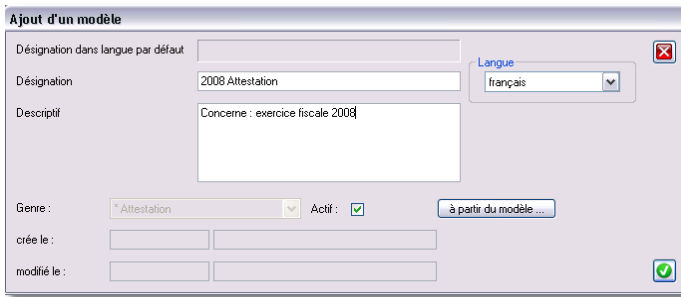 Ajout d'un modèle
Désignation dans langue par défaut
Langue
Désignation
2008 Attestation
français
Descriptif
Concerne : exercice fiscale 2008
Genre :
* Attestation
Actif :
à partir du modèle ...
crée le :
modifié le :